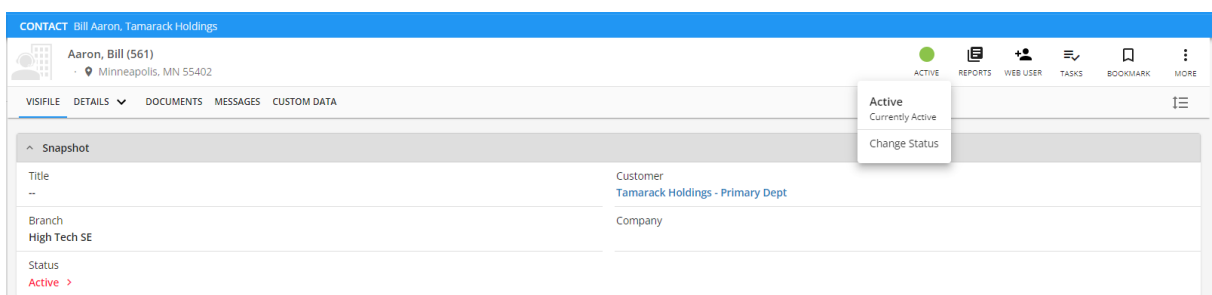 CONTACT Bill Aaron, Tamarack Holdings
Aaron, Bill (561)
· Minneapolis, MN 55402
ACTIVE REPORTS WEB USER TASKS BOOKMARK MORE
VISIFILE DETAILS DOCUMENTS MESSAGES CUSTOM DATA
Active
Currently Active
Change Status
Snapshot
Title
--
Customer
Tamarack Holdings - Primary Dept
Branch
High Tech SE
Company
Status
Active >